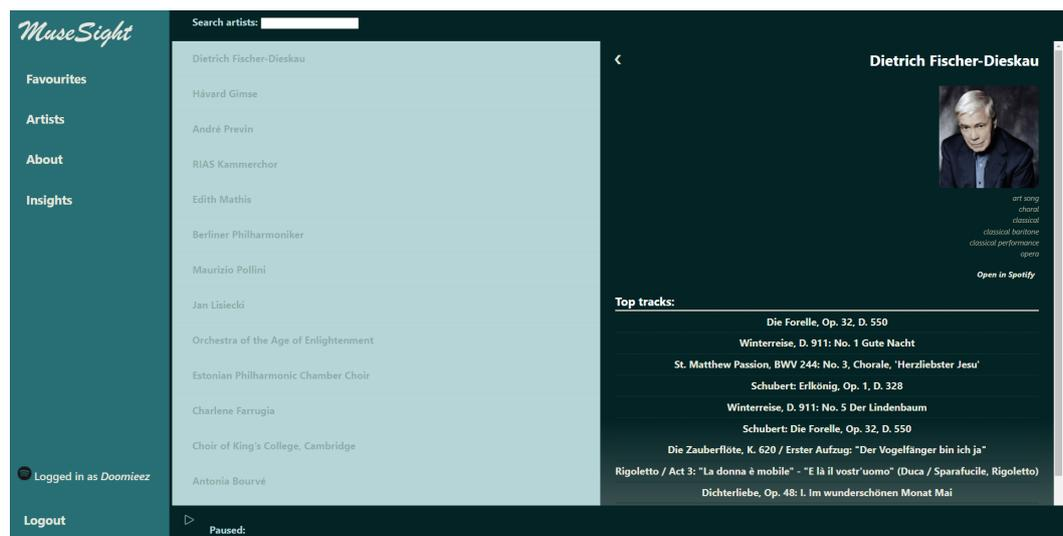 MuseSight
Favourites
Artists
About
Insights
Logged in as Doomieez
Logout
Search artists:
Dietrich Fischer-Dieskau
Håvard Gimse
André Previn
RIAS Kammerchor
Edith Mathis
Berliner Philharmoniker
Maurizio Pollini
Jan Lisiecki
Orchestra of the Age of Enlightenment
Estonian Philharmonic Chamber Choir
Charlene Farrugia
Choir of King's College, Cambridge
Antonia Bourvé
Dietrich Fischer-Dieskau
art song
choral
classical
classical baritone
classical performance
opera
Open in Spotify
Top tracks:
Die Forelle, Op. 32, D. 550
Winterreise, D. 911: No. 1 Gute Nacht
St. Matthew Passion, BWV 244: No. 3, Chorale, 'Herzliebster Jesu'
Schubert: Erlkönig, Op. 1, D. 328
Winterreise, D. 911: No. 5 Der Lindenbaum
Schubert: Die Forelle, Op. 32, D. 550
Die Zauberflöte, K. 620 / Erster Aufzug: "Der Vogelfänger bin ich ja"
Rigoletto / Act 3: "La donna è mobile" - "E là il vostr'uomo" (Duca / Sparafucile, Rigoletto)
Dichterliebe, Op. 48: I. Im wunderschönen Monat Mai
Paused: